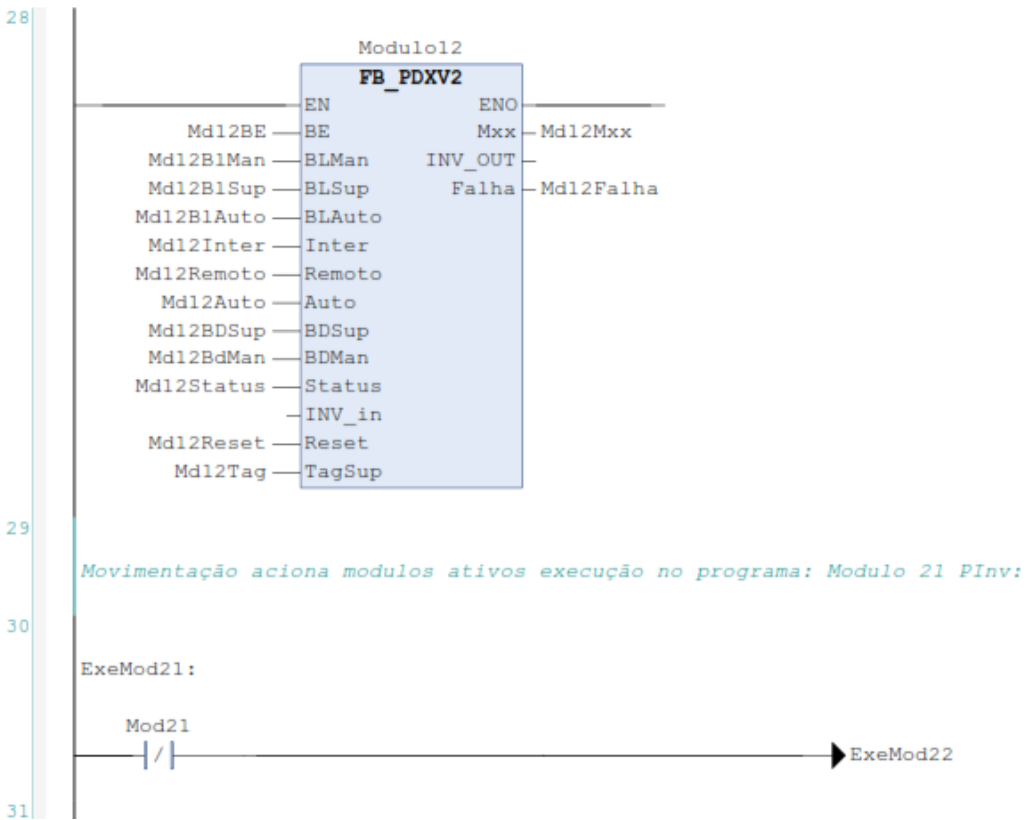 28
Modulo12
FB_PDXV2
EN ENO
Md12BE BE Mxx Md12Mxx
Md12BlMan BLMan INV_OUT
Md12BlSup BLSup Falha Md12Falha
Md12BlAuto BLAuto
Md12Inter Inter
Md12Remoto Remoto
Md12Auto Auto
Md12BDSup BDSup
Md12BdMan BDMan
Md12Status Status
INV_in
Md12Reset Reset
Md12Tag TagSup
29
Movimentação aciona modulos ativos execução no programa: Modulo 21 PInv:
30
ExeMod21:
Mod21
/
ExeMod22
31